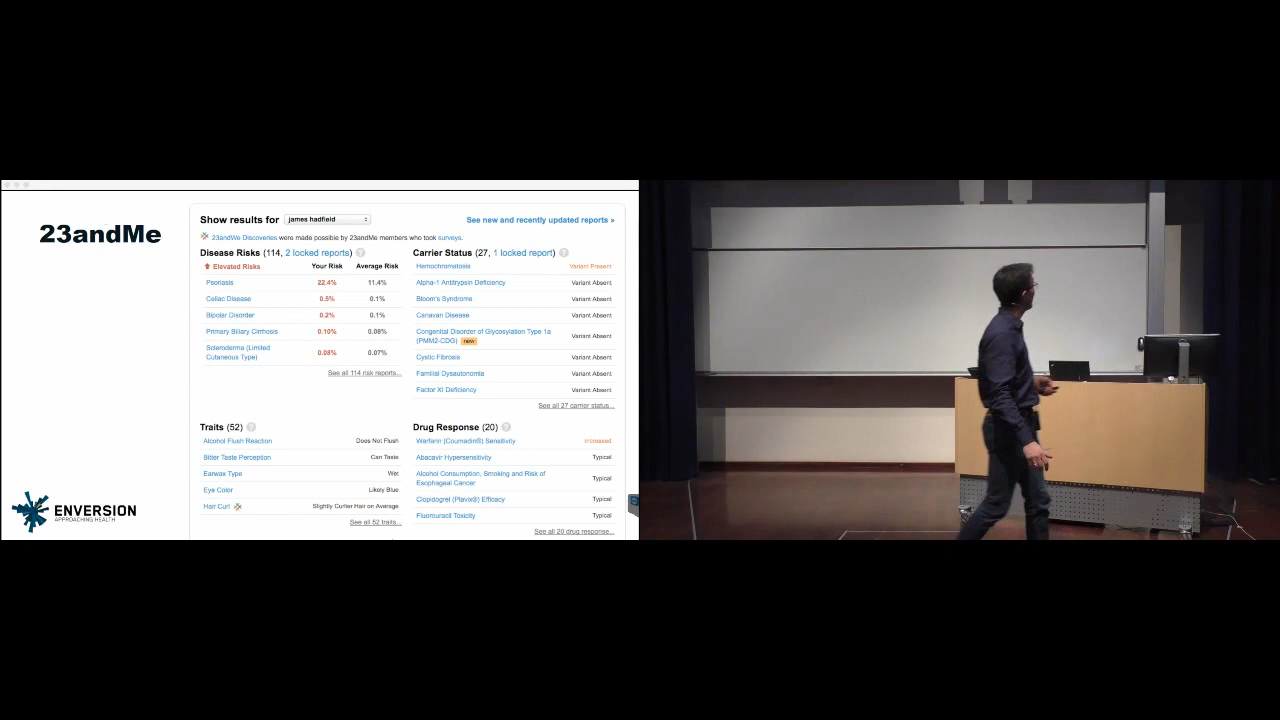 23andMe
Show results for james hadfield
See new and recently updated reports »
23andMe Discoveries were made possible by 23andMe members who took surveys.
Disease Risks (114, 2 locked reports) ?
Elevated Risks Your Risk Average Risk
Psoriasis 22.4% 11.4%
Celiac Disease 0.5% 0.1%
Bipolar Disorder 0.2% 0.1%
Primary Biliary Cirrhosis 0.10% 0.08%
Scleroderma (Limited
Cutaneous Type) 0.08% 0.07%
See all 114 risk reports...
Carrier Status (27, 1 locked report) ?
Hemochromatosis Variant Present
Alpha-1 Antitrypsin Deficiency Variant Absent
Bloom's Syndrome Variant Absent
Canavan Disease Variant Absent
Congenital Disorder of Glycosylation Type 1a
(PMM2-CDG) new Variant Absent
Cystic Fibrosis Variant Absent
Familial Dysautonomia Variant Absent
Factor XI Deficiency Variant Absent
See all 27 carrier status...
Traits (52) ?
Alcohol Flush Reaction Does Not Flush
Bitter Taste Perception Can Taste
Earwax Type Wet
Eye Color Likely Blue
Hair Curl Slightly Curlier Hair on Average
See all 52 traits...
Drug Response (20) ?
Warfarin (Coumadin®) Sensitivity Increased
Abacavir Hypersensitivity Typical
Alcohol Consumption, Smoking and Risk of
Esophageal Cancer Typical
Clopidogrel (Plavix®) Efficacy Typical
Fluorouracil Toxicity Typical
See all 20 drug response...
ENVERSION
APPROACHING HEALTH